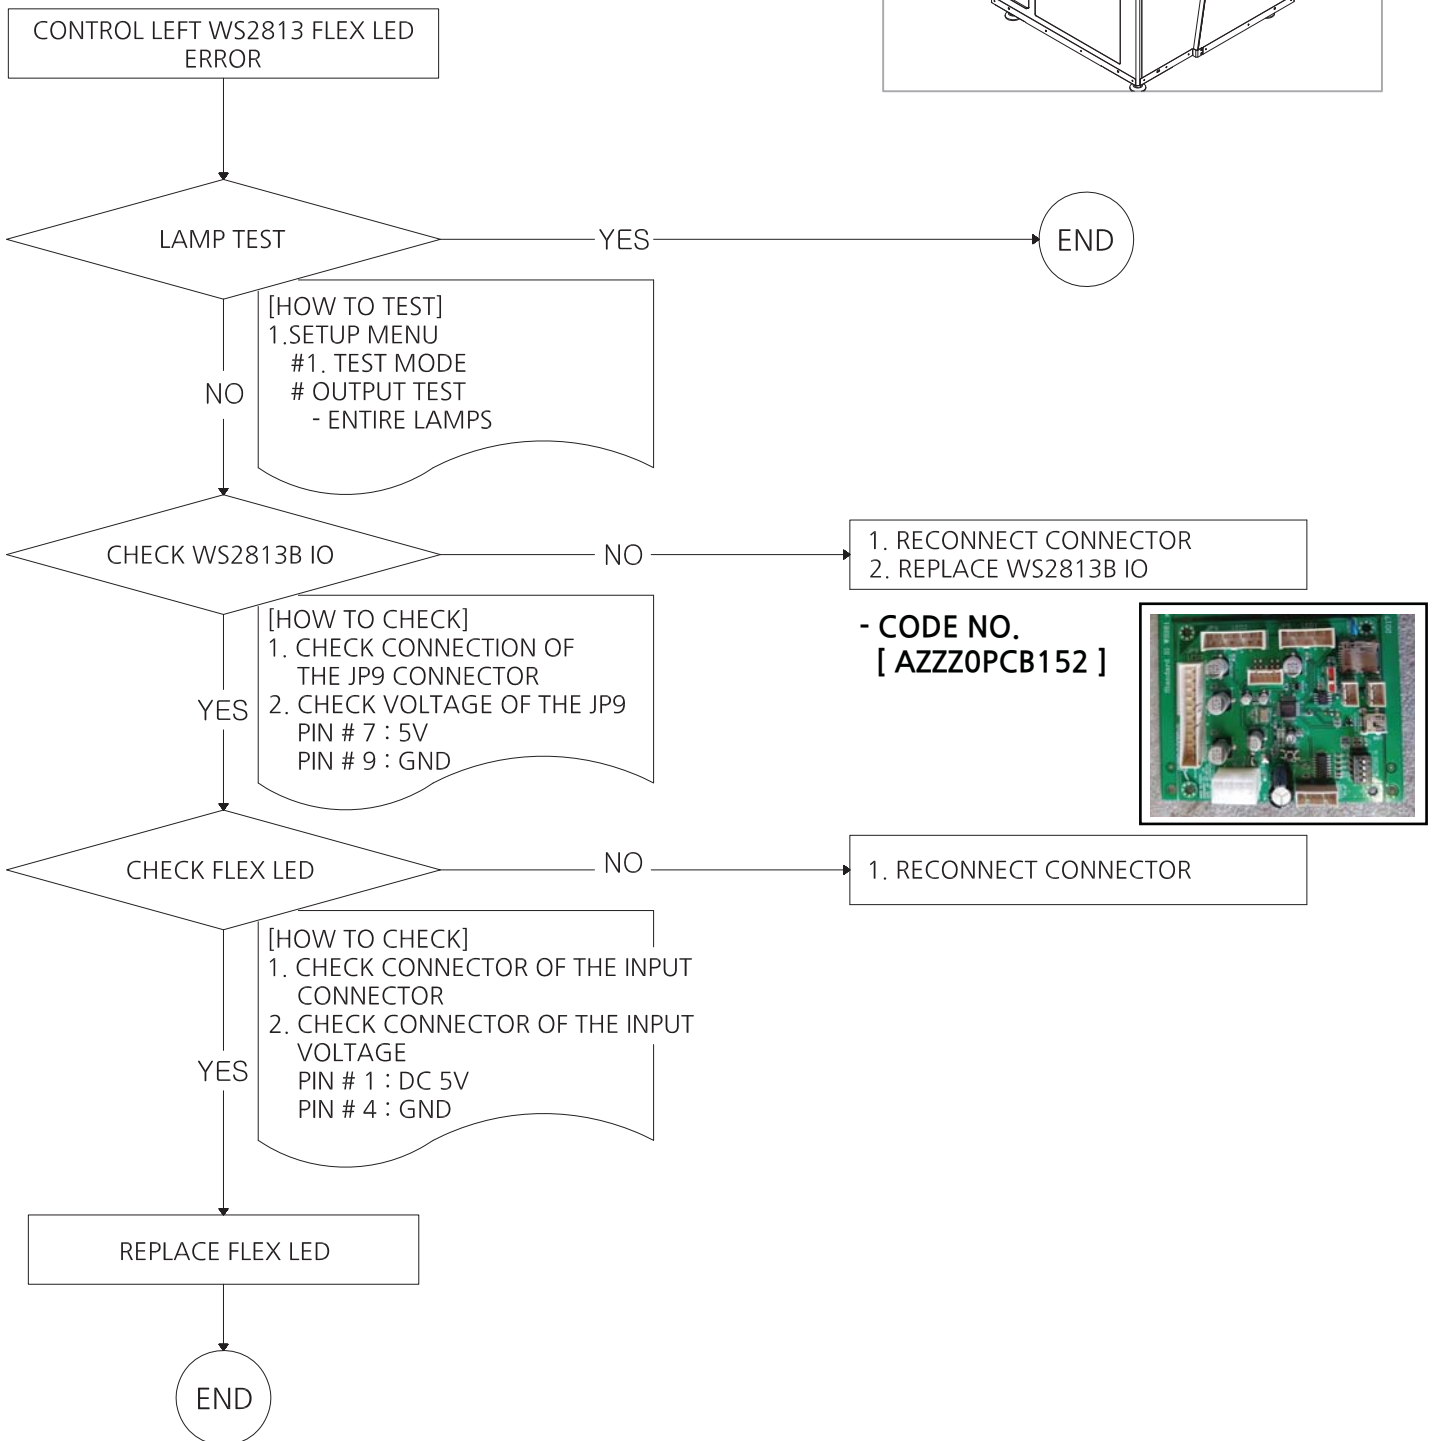 CONTROL LEFT WS2813 FLEX LED
ERROR
LAMP TEST
YES
END
[HOW TO TEST]
1.SETUP MENU
#1. TEST MODE
# OUTPUT TEST
- ENTIRE LAMPS
NO
CHECK WS2813B IO
NO
1. RECONNECT CONNECTOR
2. REPLACE WS2813B IO
[HOW TO CHECK]
1. CHECK CONNECTION OF
THE JP9 CONNECTOR
2. CHECK VOLTAGE OF THE JP9
PIN # 7 : 5V
PIN # 9 : GND
YES
- CODE NO.
[ AZZZ0PCB152 ]
CHECK FLEX LED
NO
1. RECONNECT CONNECTOR
[HOW TO CHECK]
1. CHECK CONNECTOR OF THE INPUT
CONNECTOR
2. CHECK CONNECTOR OF THE INPUT
VOLTAGE
PIN # 1 : DC 5V
PIN # 4 : GND
YES
REPLACE FLEX LED
END